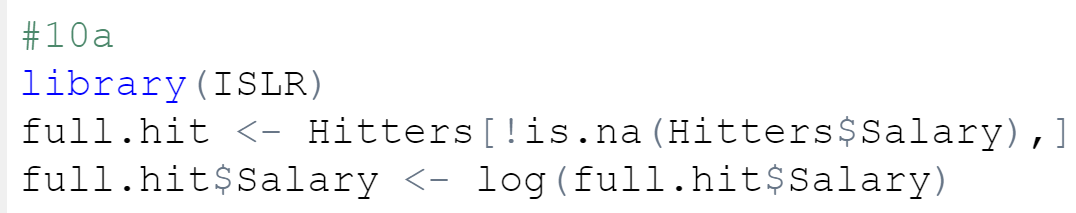 #10a
library(ISLR)
full.hit <- Hitters[!is.na(Hitters$Salary),]
full.hit$Salary <- log(full.hit$Salary)